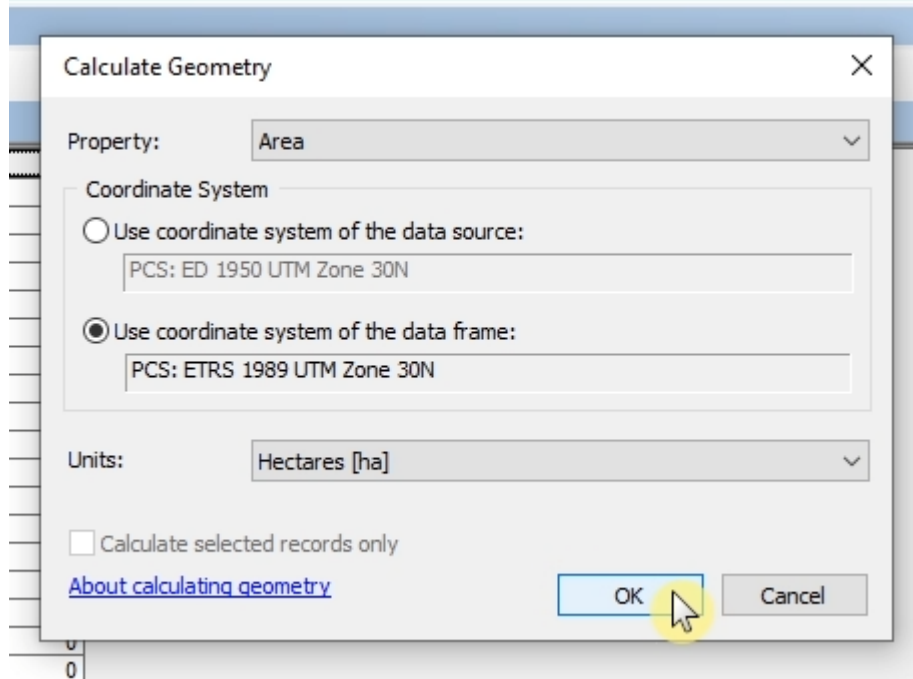 Calculate Geometry
Property: Area
Coordinate System
Use coordinate system of the data source:
PCS: ED 1950 UTM Zone 30N
Use coordinate system of the data frame:
PCS: ETRS 1989 UTM Zone 30N
Units: Hectares [ha]
Calculate selected records only
About calculating geometry
OK Cancel
0
0